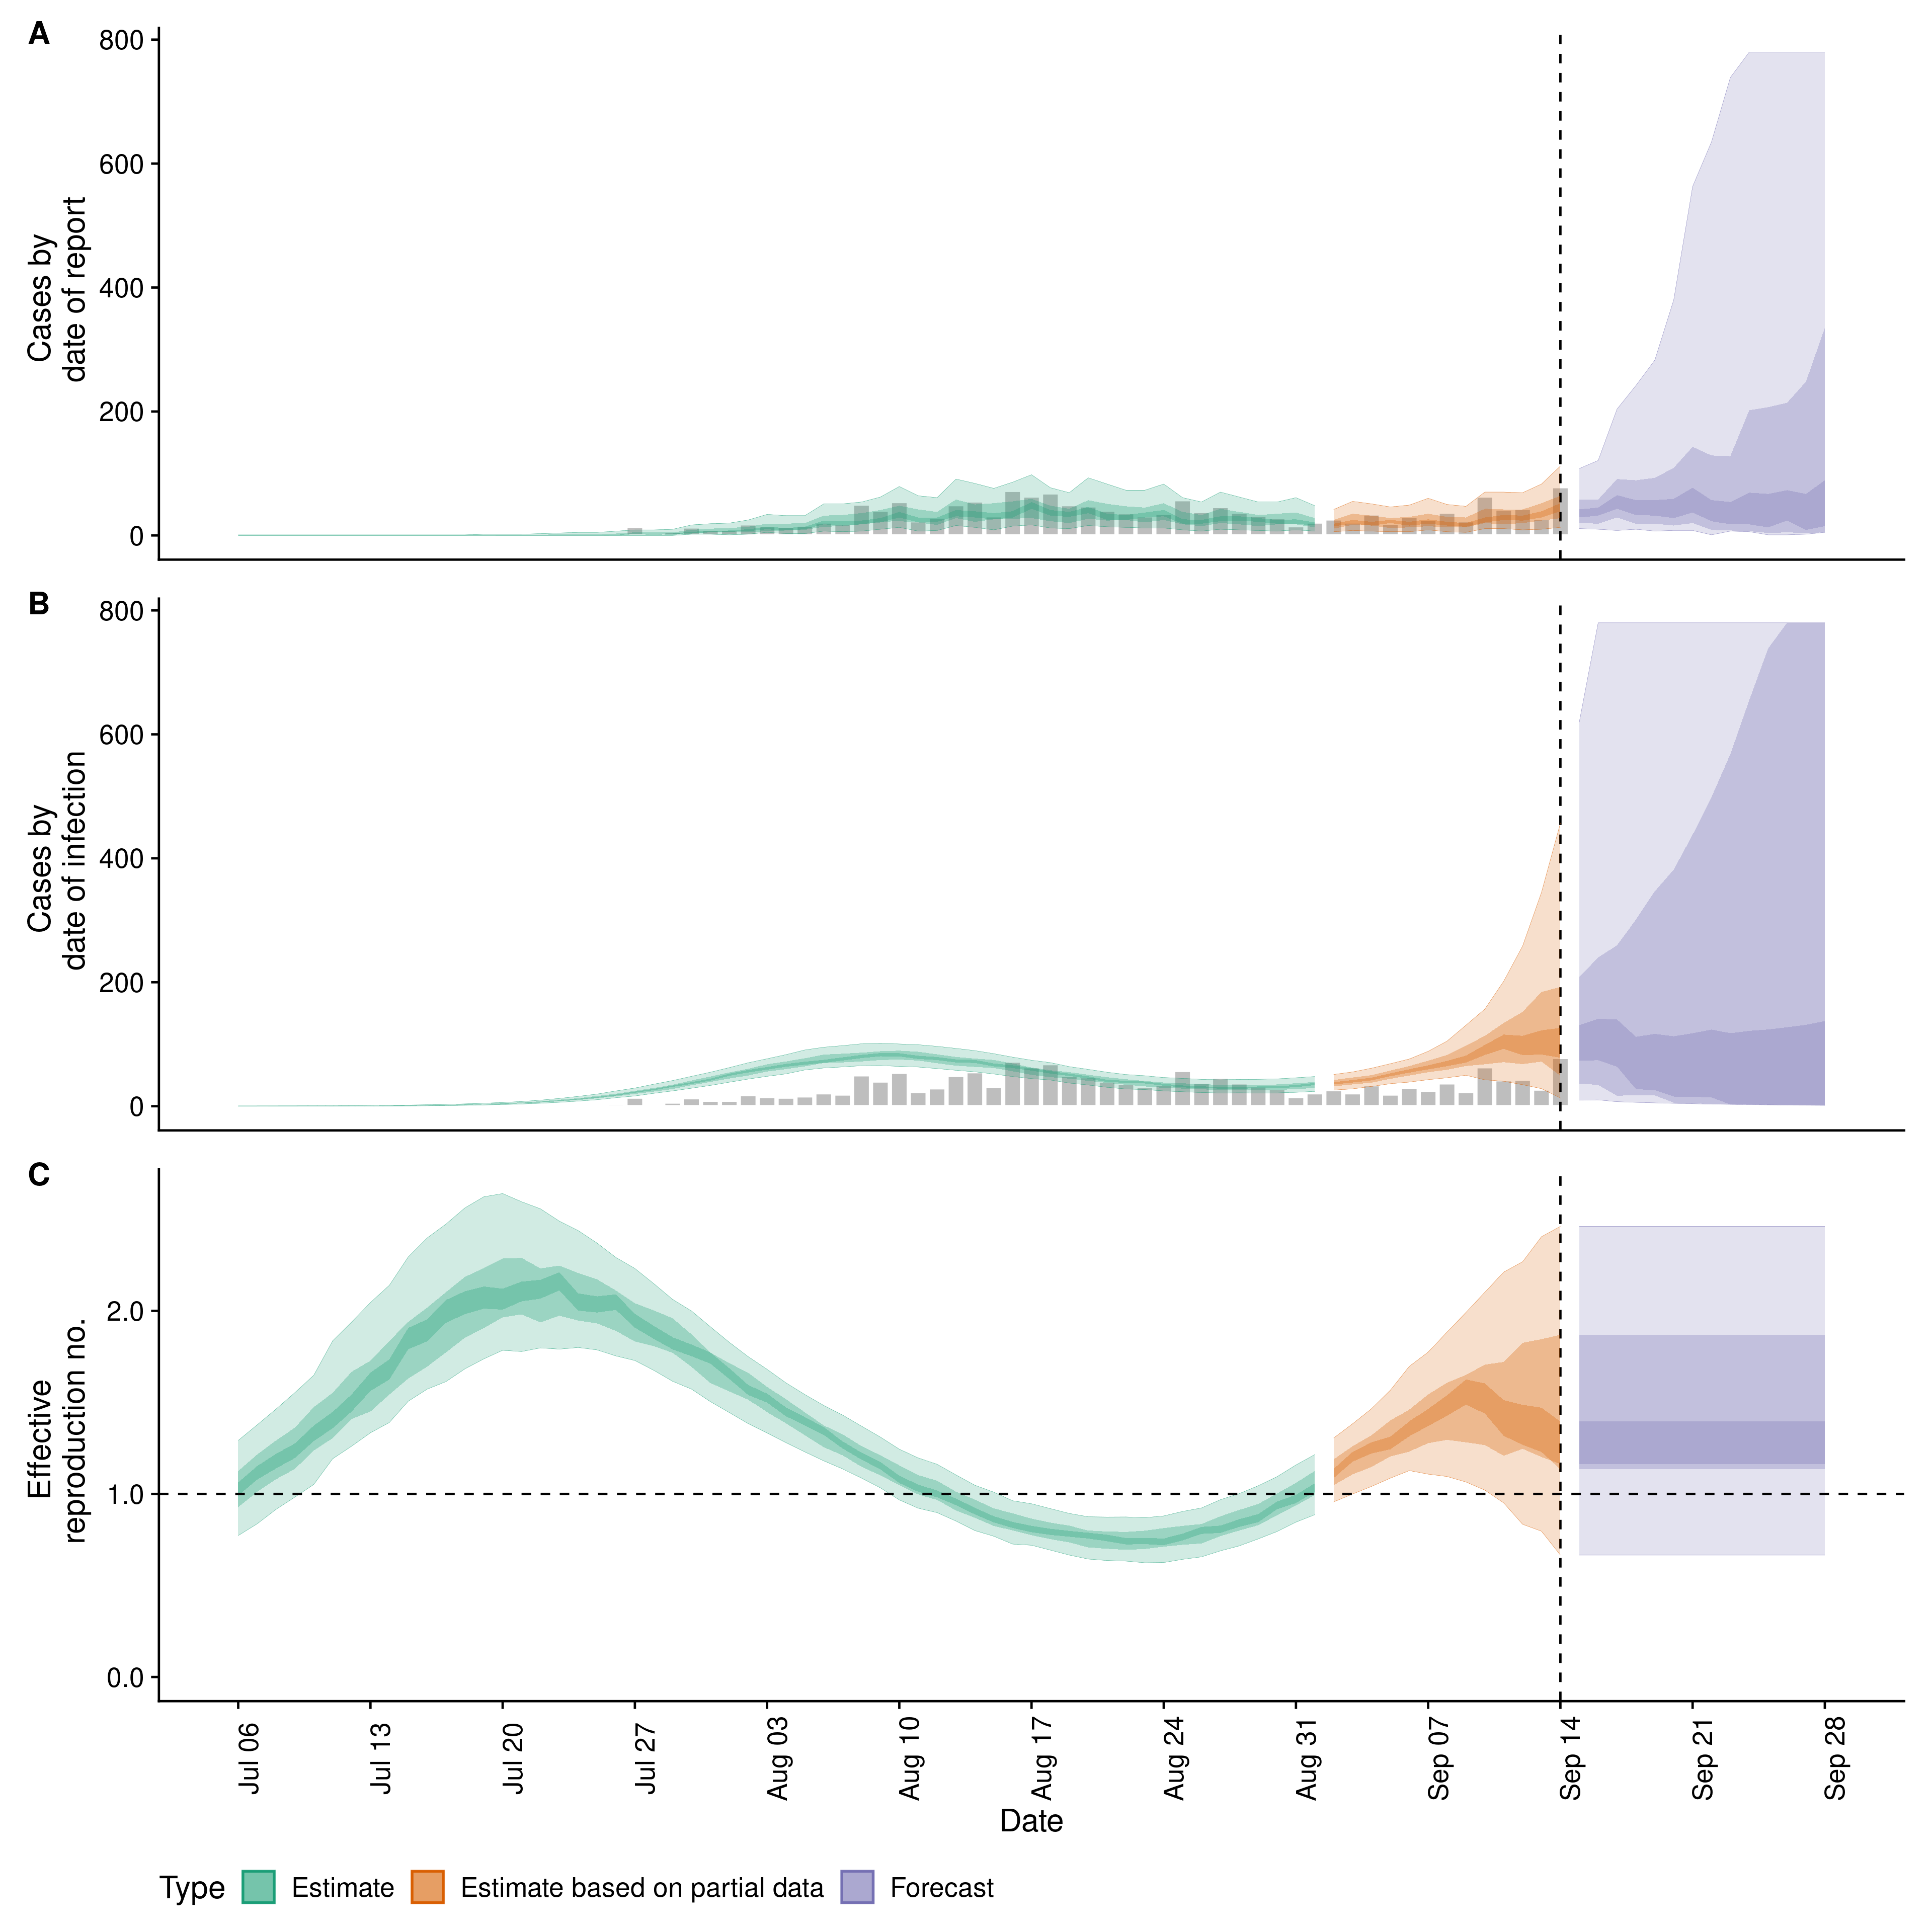 A
800
600
400
200
0
Cases by
date of report
B
800
600
400
200
0
Cases by
date of infection
C
2.0
1.0
0.0
Effective
reproduction no.
Jul 06
Jul 13
Jul 20
Jul 27
Aug 03
Aug 10
Aug 17
Aug 24
Aug 31
Sep 07
Sep 14
Sep 21
Sep 28
Date
Type Estimate Estimate based on partial data Forecast